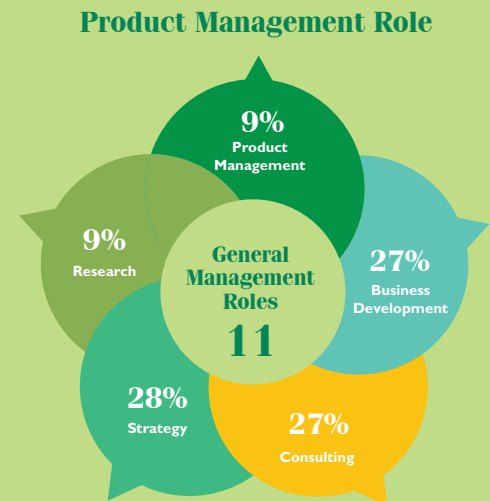 Product Management Role
9%
Product
Management
27%
Business
Development
27%
Consulting
28%
Strategy
9%
Research
General
Management
Roles
11